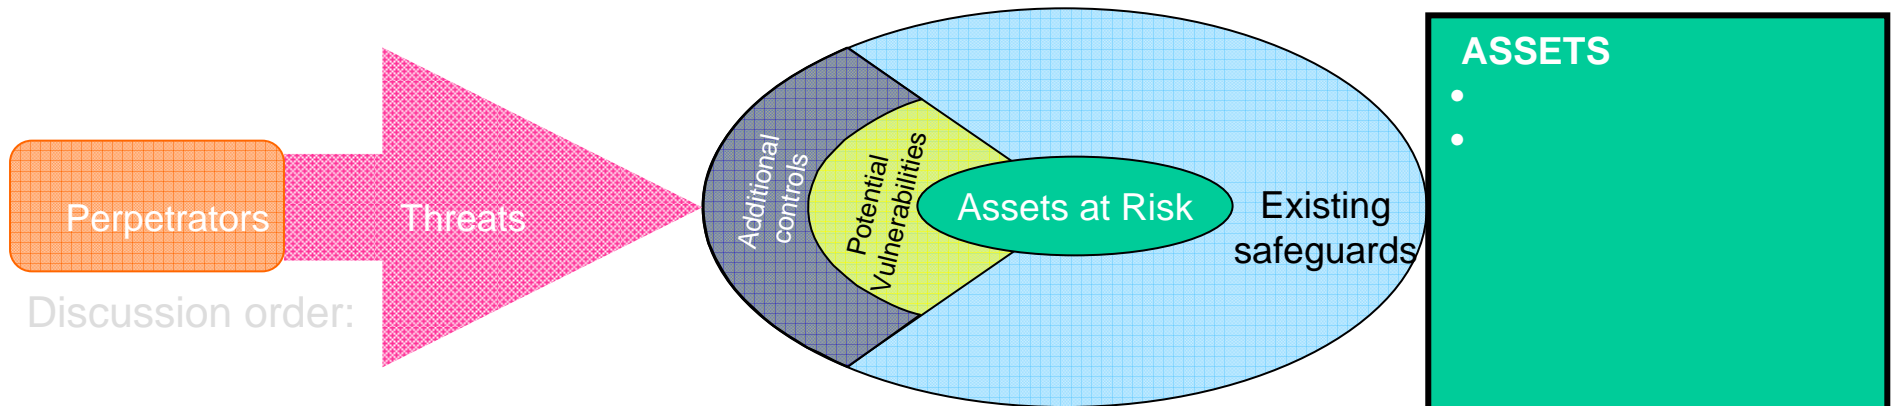 Perpetrators
Threats
Additional
controls
Potential
Vulnerabilities
Assets at Risk
Existing
safeguards
ASSETS
•
•
Discussion order: